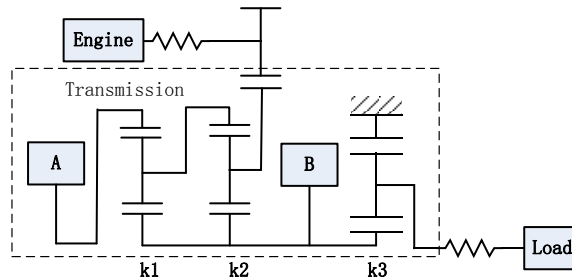 Engine
Transmission
A
B
Load
k1
k2
k3